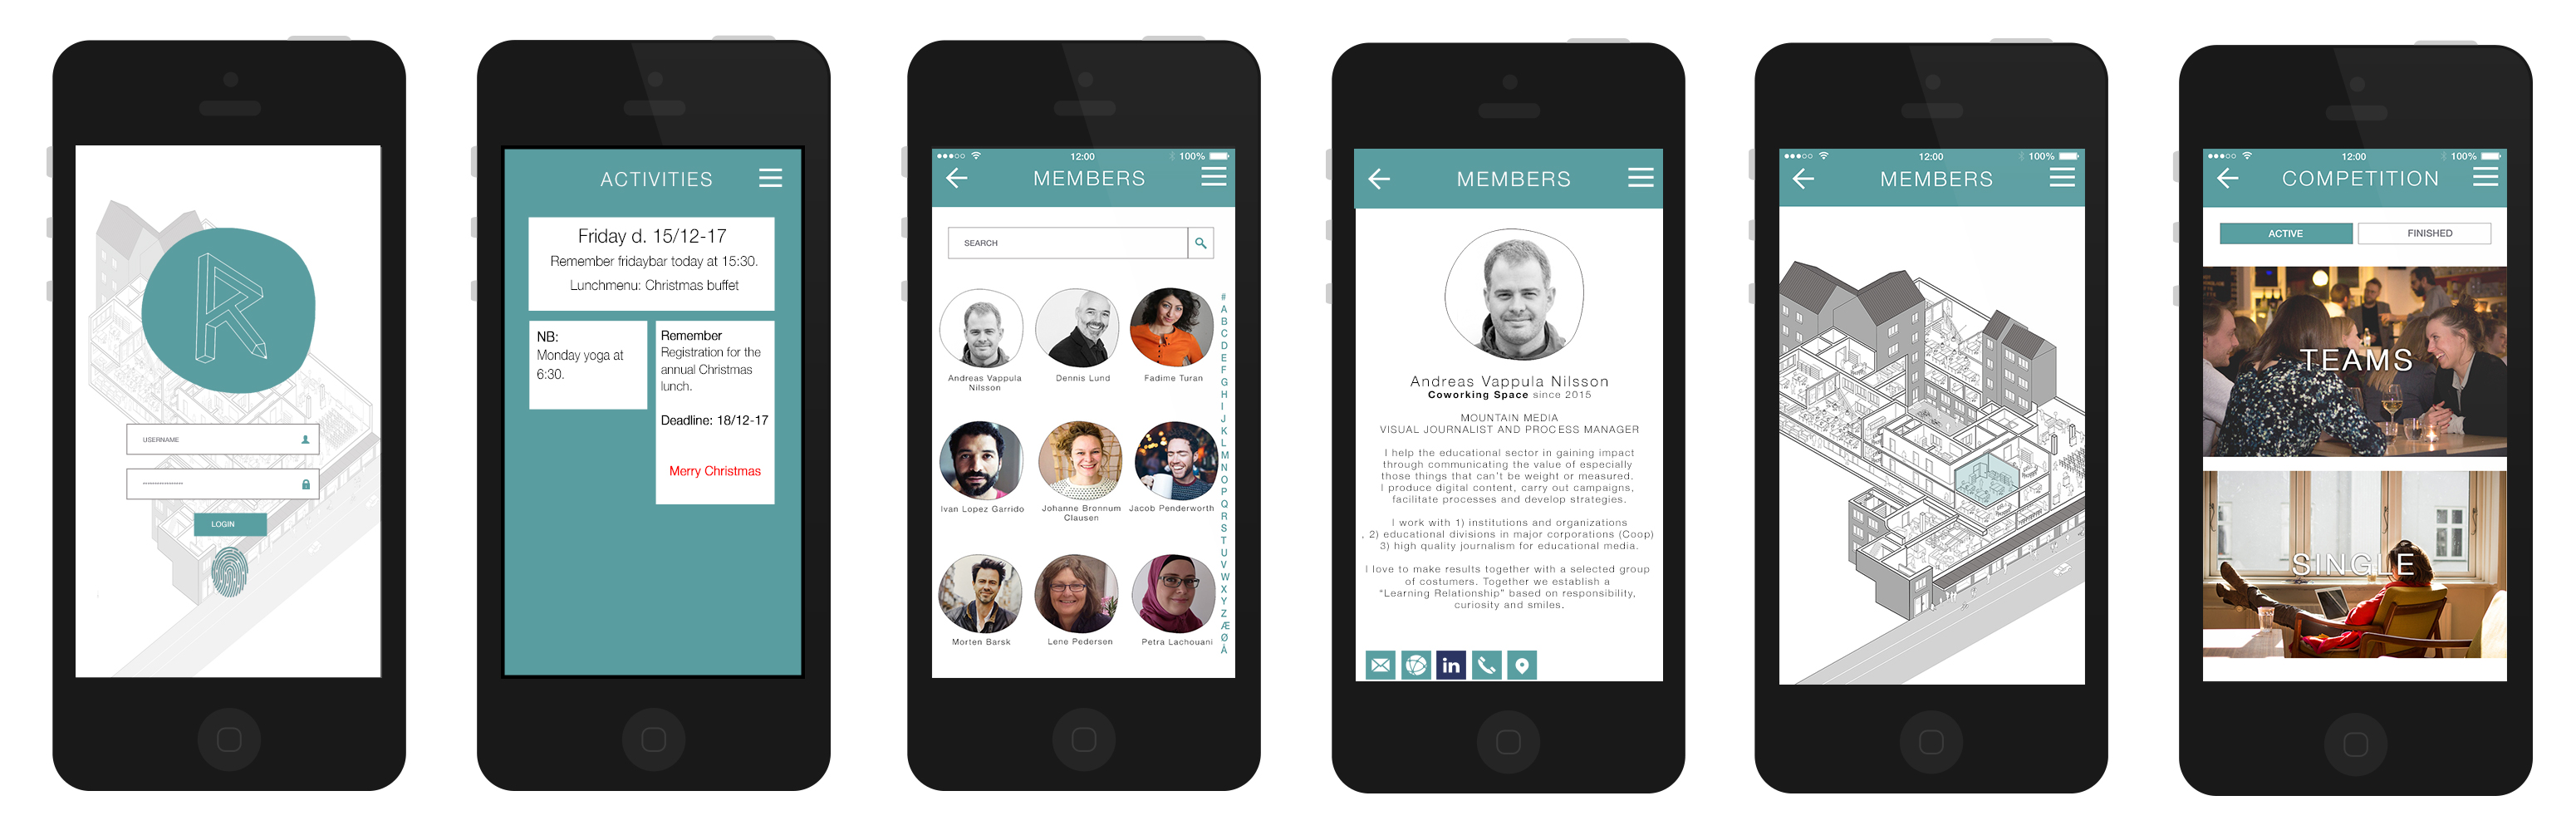 R
USERNAME
LOGIN
ACTIVITIES
Friday d. 15/12-17
Remember fridaybar today at 15:30.
Lunchmenu: Christmas buffet
NB:
Monday yoga at
6:30.
Remember
Registration for the
annual Christmas
lunch.
Deadline: 18/12-17
Merry Christmas
12:00
100%
MEMBERS
SEARCH
Andreas Vappula
Nilsson
Dennis Lund
Fadime Turan
Ivan Lopez Garrido
Johanne Bronnum
Clausen
Jacob Penderworth
Morten Barsk
Lene Pedersen
Petra Lachouani
#
A
B
C
D
E
F
G
H
I
J
K
L
M
N
O
P
Q
R
S
T
U
V
W
X
Y
Z
Æ
Ø
Å
MEMBERS
Andreas Vappula Nilsson
Coworking Space since 2015
MOUNTAIN MEDIA
VISUAL JOURNALIST AND PROCESS MANAGER
I help the educational sector in gaining impact
through communicating the value of especially
those things that can't be weight or measured.
I produce digital content, carry out campaigns,
facilitate processes and develop strategies.
I work with 1) institutions and organizations
, 2) educational divisions in major corporations (Coop)
3) high quality journalism for educational media.
I love to make results together with a selected group
of costumers. Together we establish a
“Learning Relationship” based on responsibility,
curiosity and smiles.
in
12:00
100%
MEMBERS
12:00
100%
COMPETITION
ACTIVE
FINISHED
TEAMS
SINGLE